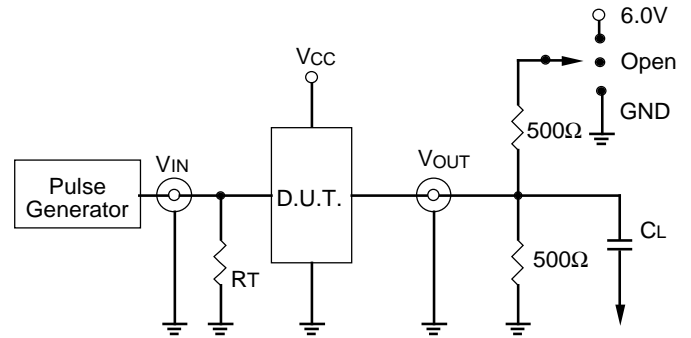 6.0V
VCC
Open
GND
500Ω
VIN
VOUT
Pulse
Generator
D.U.T.
CL
RT
500Ω